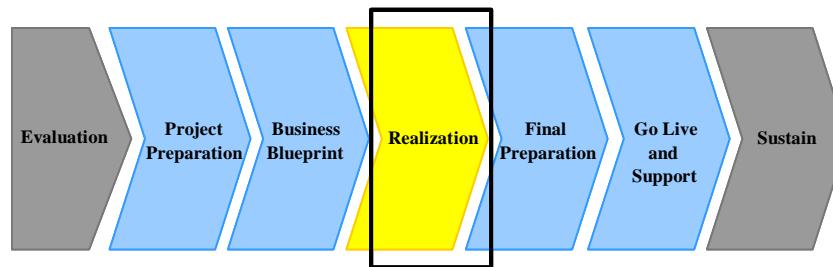 Evaluation
Project
Preparation
Business
Blueprint
Realization
Final
Preparation
Go Live
and
Support
Sustain